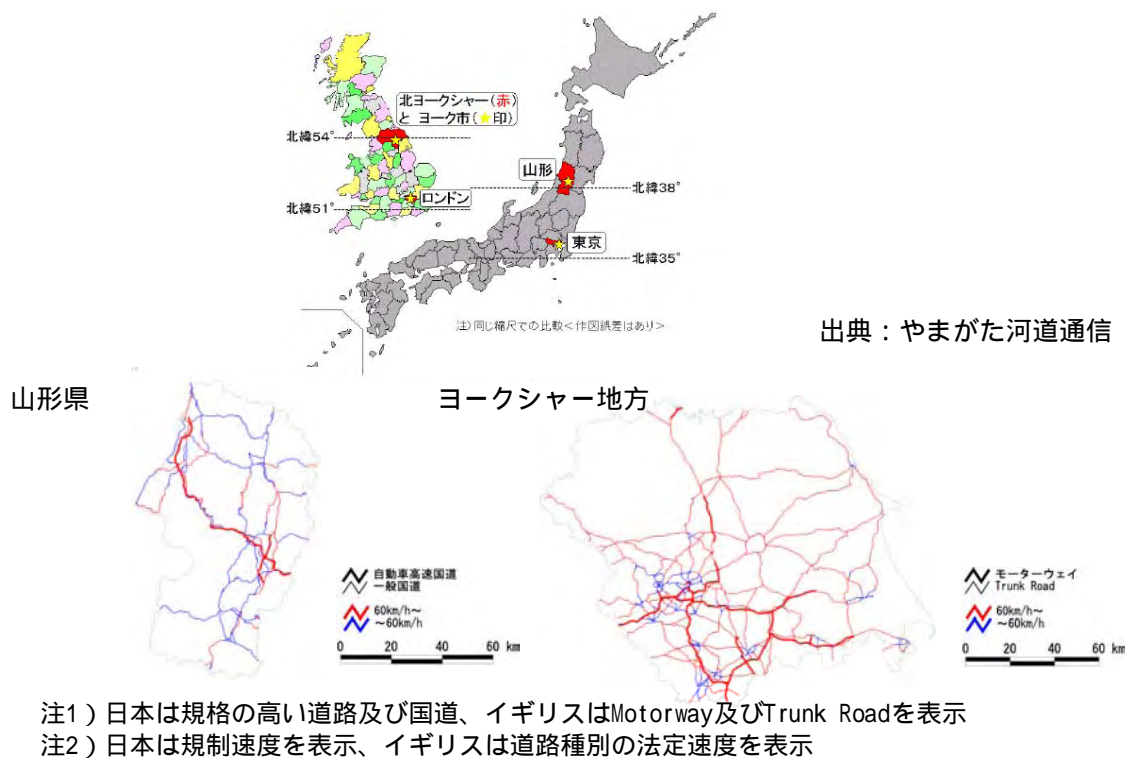 北ヨークシャー(赤)
と ヨーク市(★印)
北緯54°
山形
北緯38°
ロンドン
北緯51°
東京
北緯35°
注)同じ縮尺での比較<作図誤差はあり>
出典：やまがた河道通信
山形県
ヨークシャー地方
自動車高速国道
一般国道
60km/h～
～60km/h
0 20 40 60 km
モーターウェイ
Trunk Road
60km/h～
～60km/h
0 20 40 60 km
注1）日本は規格の高い道路及び国道、イギリスはMotorway及びTrunk Roadを表示
注2）日本は規制速度を表示、イギリスは道路種別の法定速度を表示